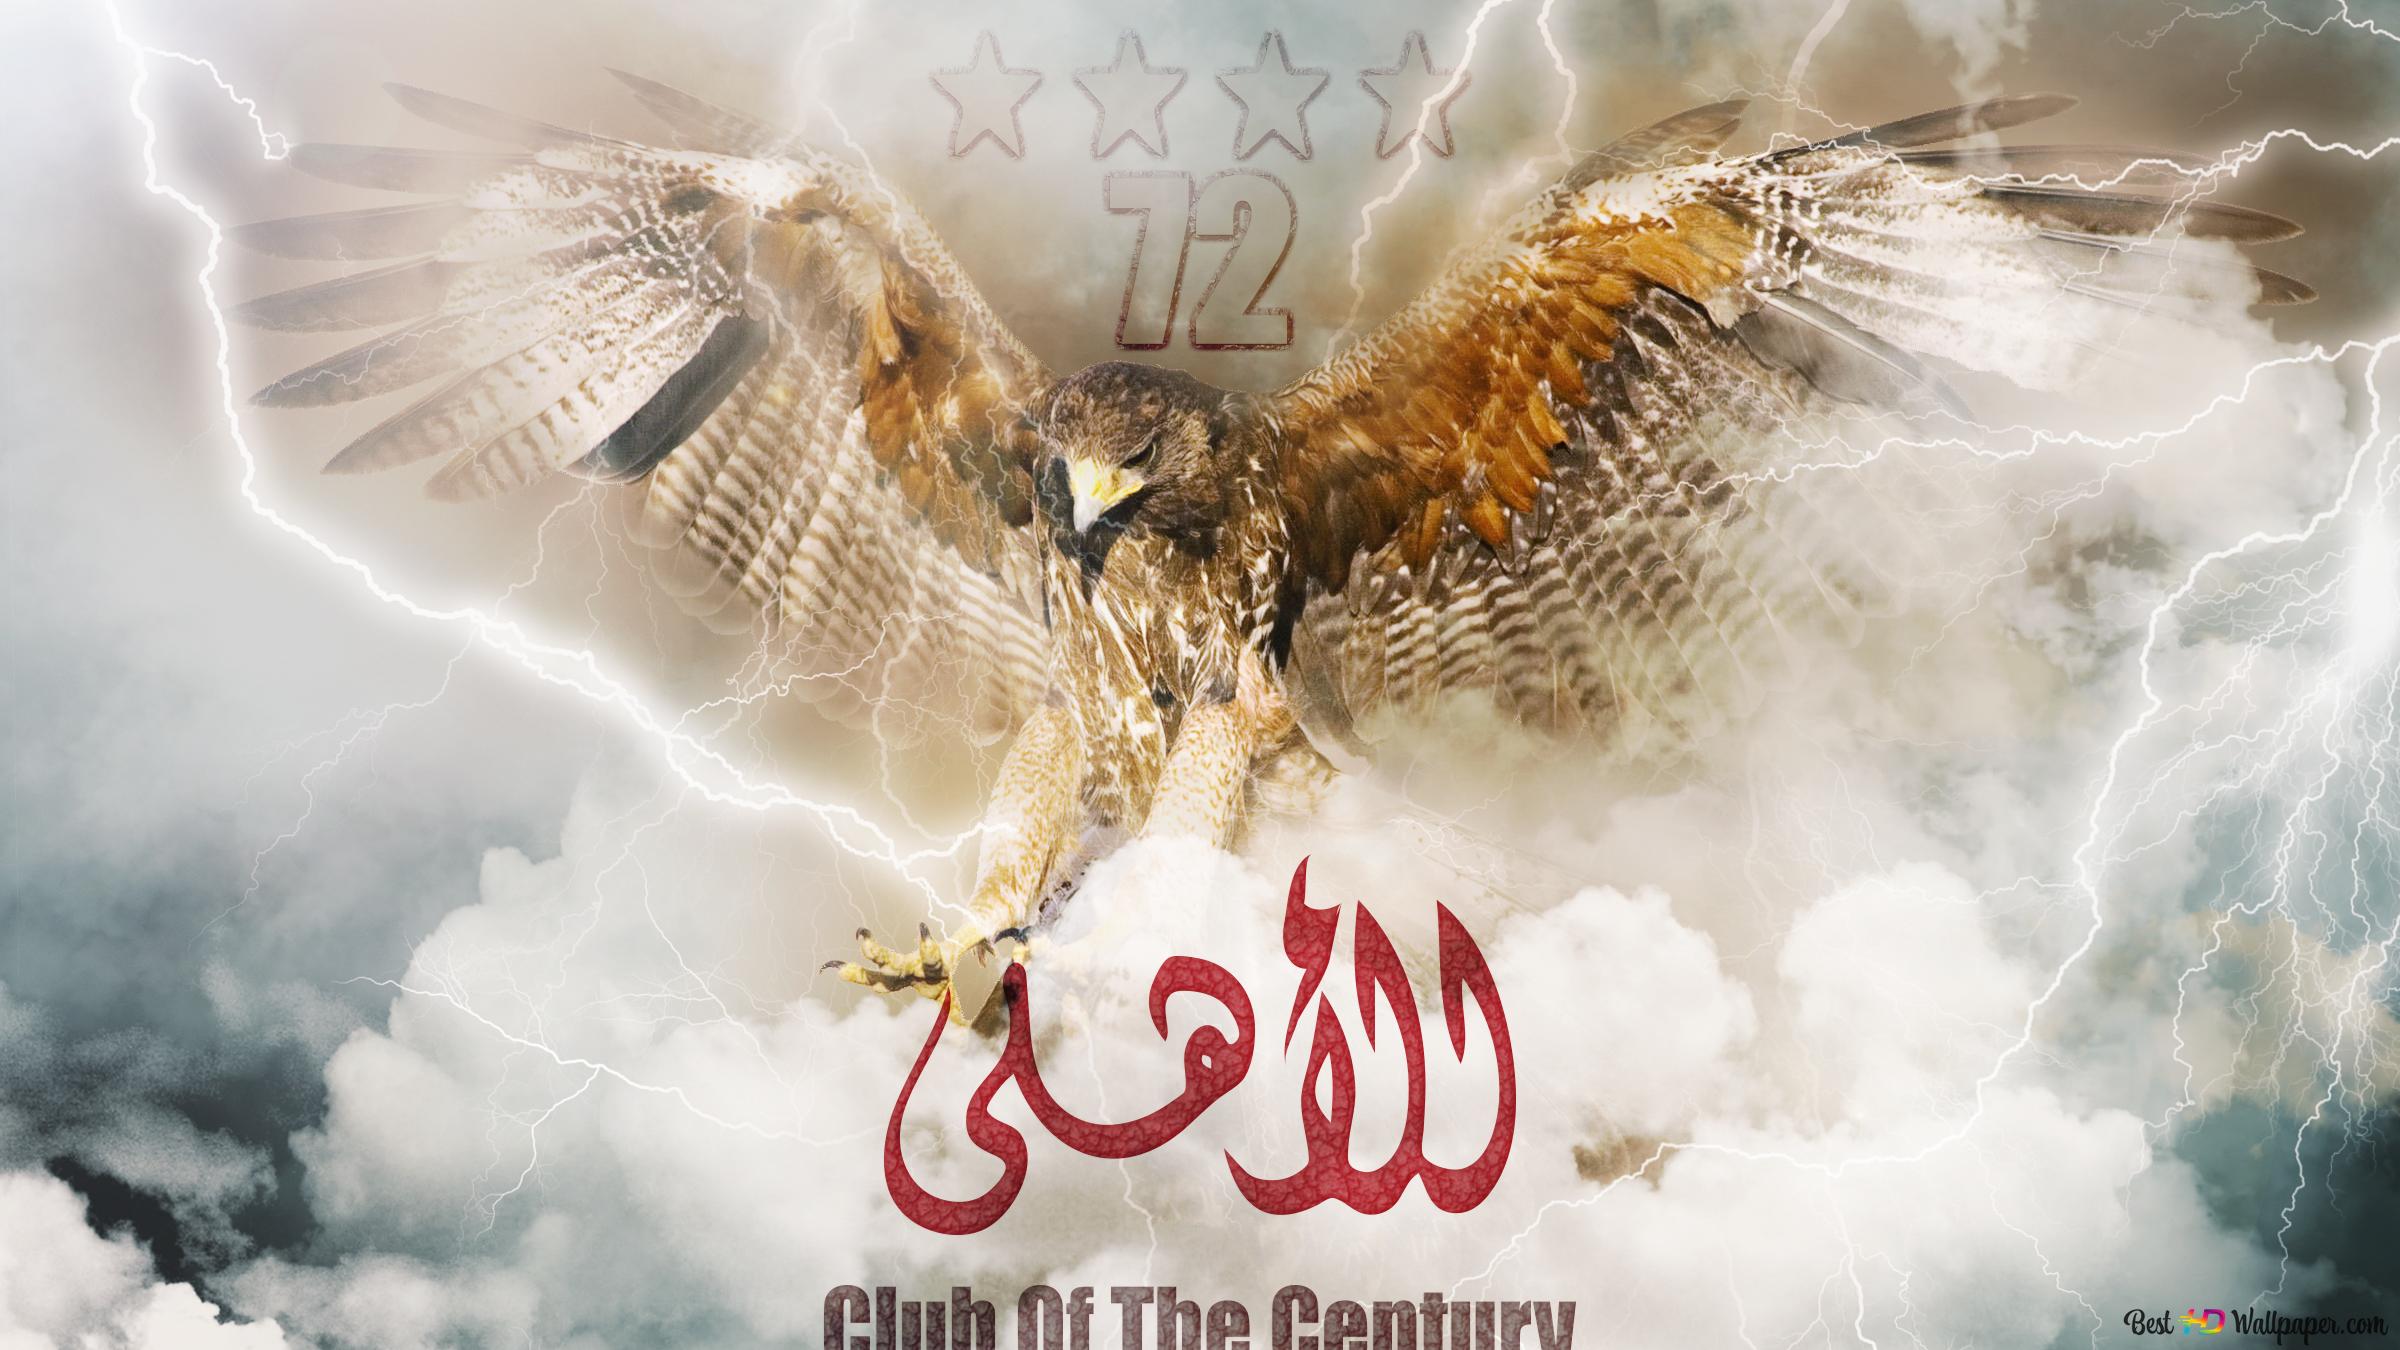 72
للأهلى
Club Of The Century
Best HD Wallpaper.com